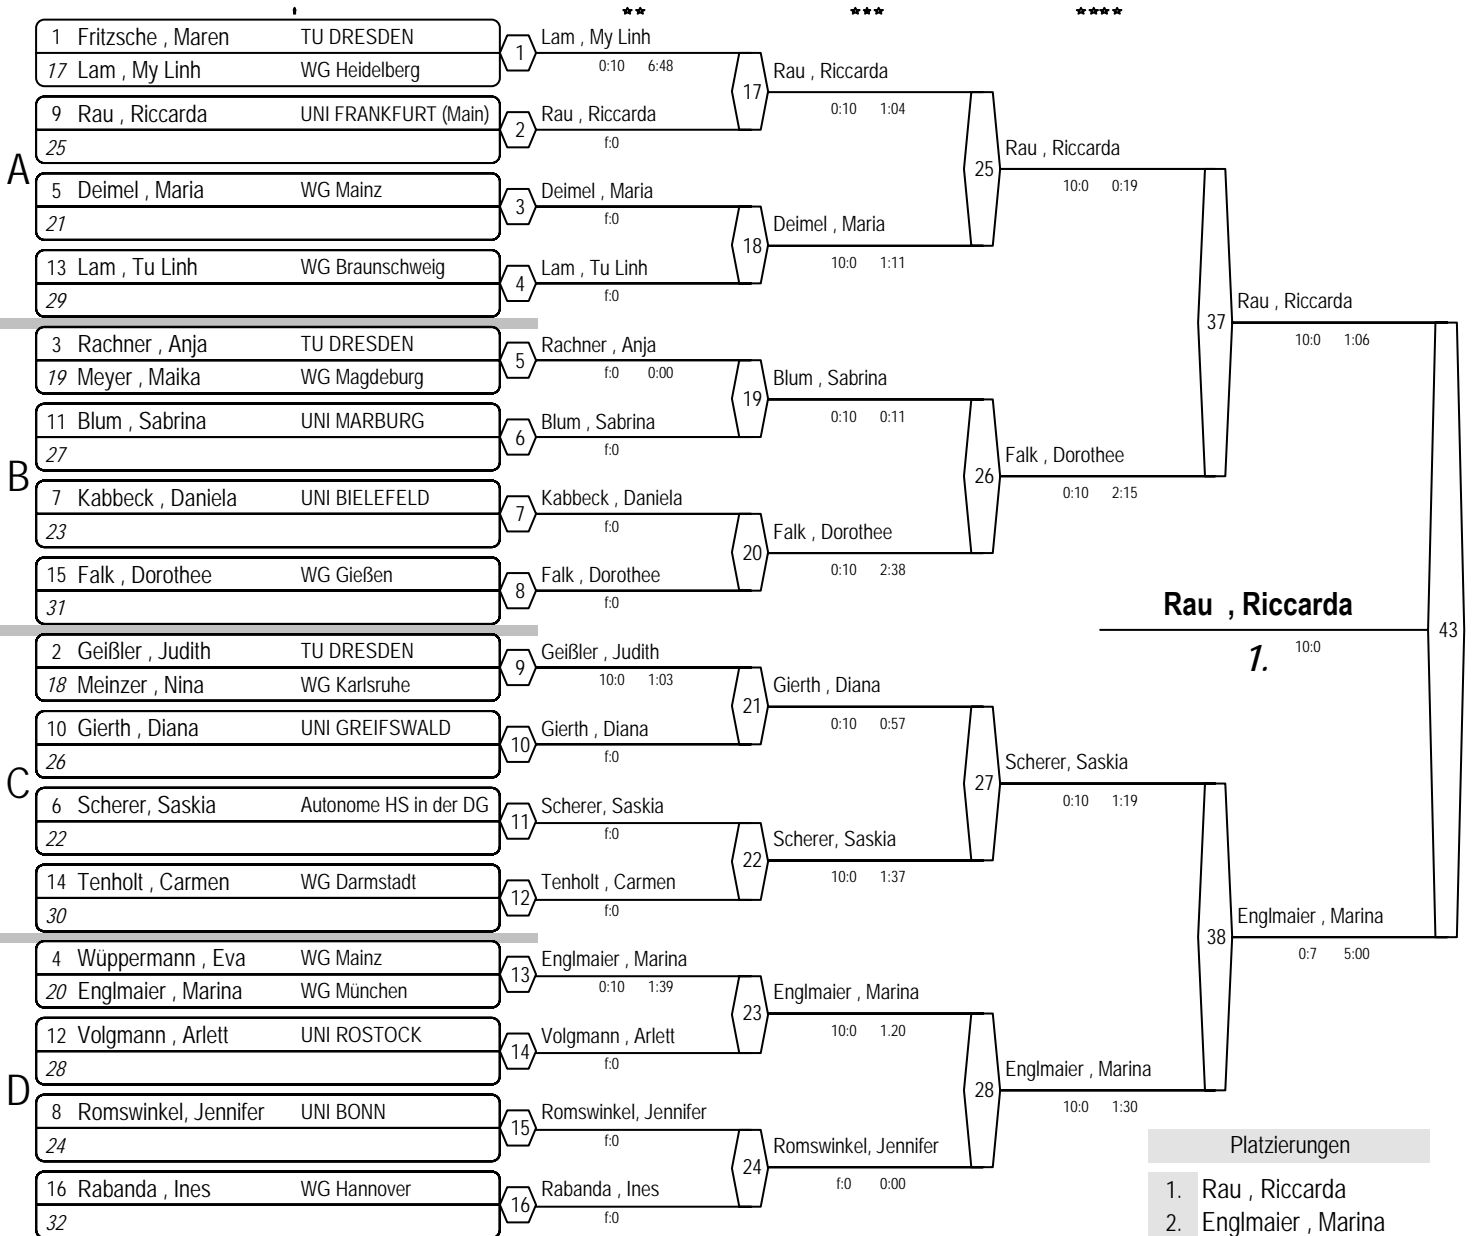 1 Fritzsche , Maren TU DRESDEN
17 Lam , My Linh WG Heidelberg
9 Rau , Riccarda UNI FRANKFURT (Main)
25
A
5 Deimel , Maria WG Mainz
21
13 Lam , Tu Linh WG Braunschweig
29
3 Rachner , Anja TU DRESDEN
19 Meyer , Maika WG Magdeburg
11 Blum , Sabrina UNI MARBURG
27
B
7 Kabbeck , Daniela UNI BIELEFELD
23
15 Falk , Dorothee WG Gießen
31
2 Geißler , Judith TU DRESDEN
18 Meinzer , Nina WG Karlsruhe
10 Gierth , Diana UNI GREIFSWALD
26
C
6 Scherer, Saskia Autonome HS in der DG
22
14 Tenholt , Carmen WG Darmstadt
30
4 Wüppermann , Eva WG Mainz
20 Englmaier , Marina WG München
12 Volgmann , Arlett UNI ROSTOCK
28
D
8 Romswinkel, Jennifer UNI BONN
24
16 Rabanda , Ines WG Hannover
32
**
1 Lam , My Linh
0:10 6:48
2 Rau , Riccarda
f:0
3 Deimel , Maria
f:0
4 Lam , Tu Linh
f:0
5 Rachner , Anja
f:0 0:00
6 Blum , Sabrina
f:0
7 Kabbeck , Daniela
f:0
8 Falk , Dorothee
f:0
9 Geißler , Judith
10:0 1:03
10 Gierth , Diana
f:0
11 Scherer, Saskia
f:0
12 Tenholt , Carmen
f:0
13 Englmaier , Marina
0:10 1:39
14 Volgmann , Arlett
f:0
15 Romswinkel, Jennifer
f:0
16 Rabanda , Ines
f:0
***
17 Rau , Riccarda
0:10 1:04
18 Deimel , Maria
10:0 1:11
19 Blum , Sabrina
0:10 0:11
20 Falk , Dorothee
0:10 2:38
21 Gierth , Diana
0:10 0:57
22 Scherer, Saskia
10:0 1:37
23 Englmaier , Marina
10:0 1.20
24 Romswinkel, Jennifer
f:0 0:00
****
25 Rau , Riccarda
10:0 0:19
26 Falk , Dorothee
0:10 2:15
27 Scherer, Saskia
0:10 1:19
28 Englmaier , Marina
10:0 1:30
37 Rau , Riccarda
10:0 1:06
38 Englmaier , Marina
0:7 5:00
43
Rau , Riccarda
1. 10:0
Platzierungen
1. Rau , Riccarda
2. Englmaier , Marina